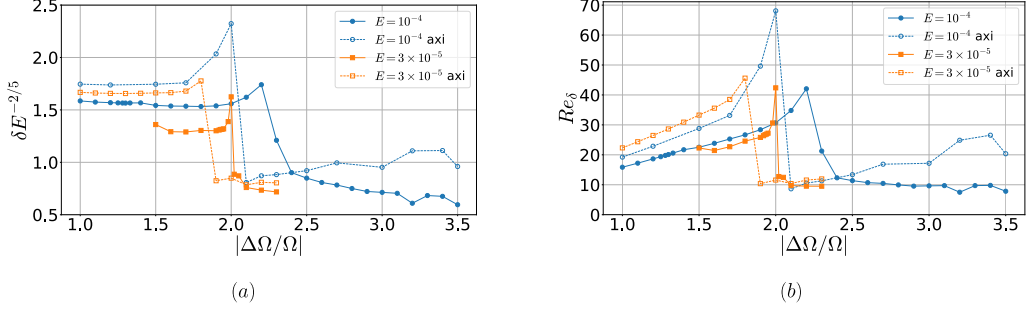 2.5
2.0
1.5
1.0
0.5
δE^{−2/5}
1.0 1.5 2.0 2.5 3.0 3.5
|ΔΩ/Ω|
E = 10^{−4}
E = 10^{−4} axi
E = 3 × 10^{−5}
E = 3 × 10^{−5} axi
(a)
70
60
50
40
30
20
10
0
Re_δ
1.0 1.5 2.0 2.5 3.0 3.5
|ΔΩ/Ω|
E = 10^{−4}
E = 10^{−4} axi
E = 3 × 10^{−5}
E = 3 × 10^{−5} axi
(b)